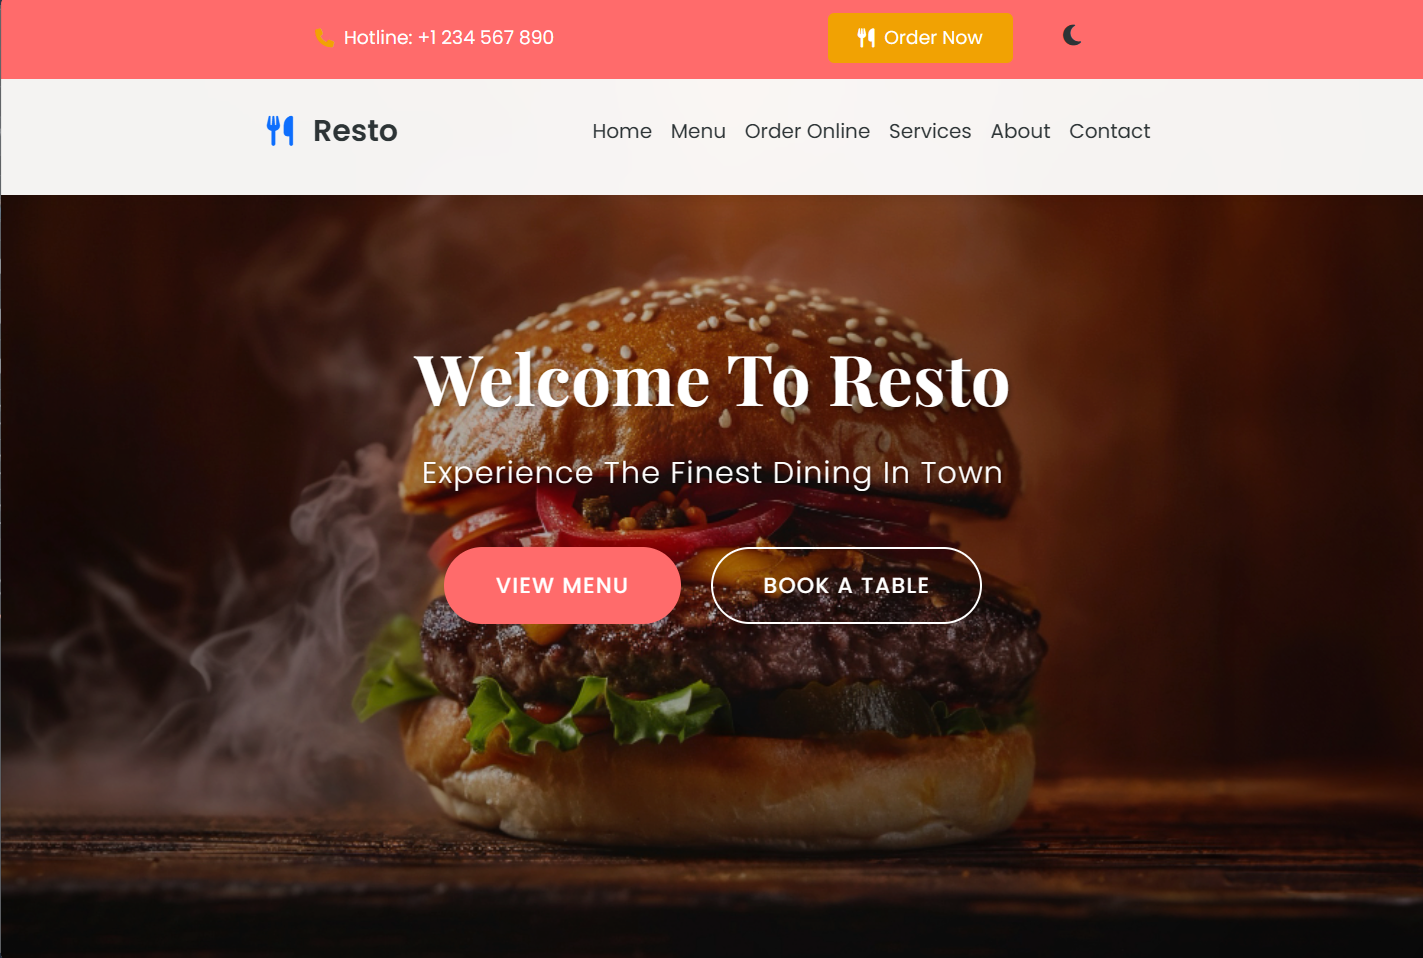 Hotline: +1 234 567 890
Order Now
Resto
Home Menu Order Online Services About Contact
Welcome To Resto
Experience The Finest Dining In Town
VIEW MENU
BOOK A TABLE